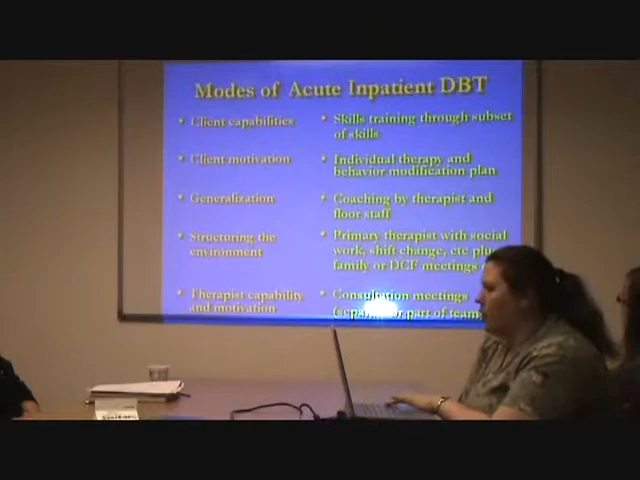 Modes of Acute Inpatient DBT
• Client capabilities
• Skills training through subset
of skills
• Client motivation
• Individual therapy and
behavior modification plan
• Generalization
• Coaching by therapist and
floor staff
• Structuring the
environment
• Primary therapist with social
work, shift change, etc plus
family or DCF meetings
• Therapist capability
and motivation
• Consultation meetings
(separate or part of team